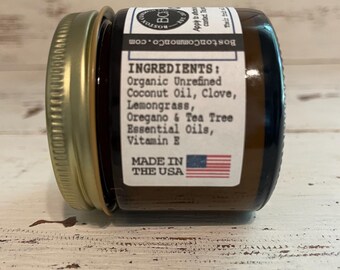 BostonCommonCo.com
INGREDIENTS:
Organic Unrefined
Coconut Oil, Clove,
Lemongrass,
Oregano & Tea Tree
Essential Oils,
Vitamin E
MADE IN
THE USA